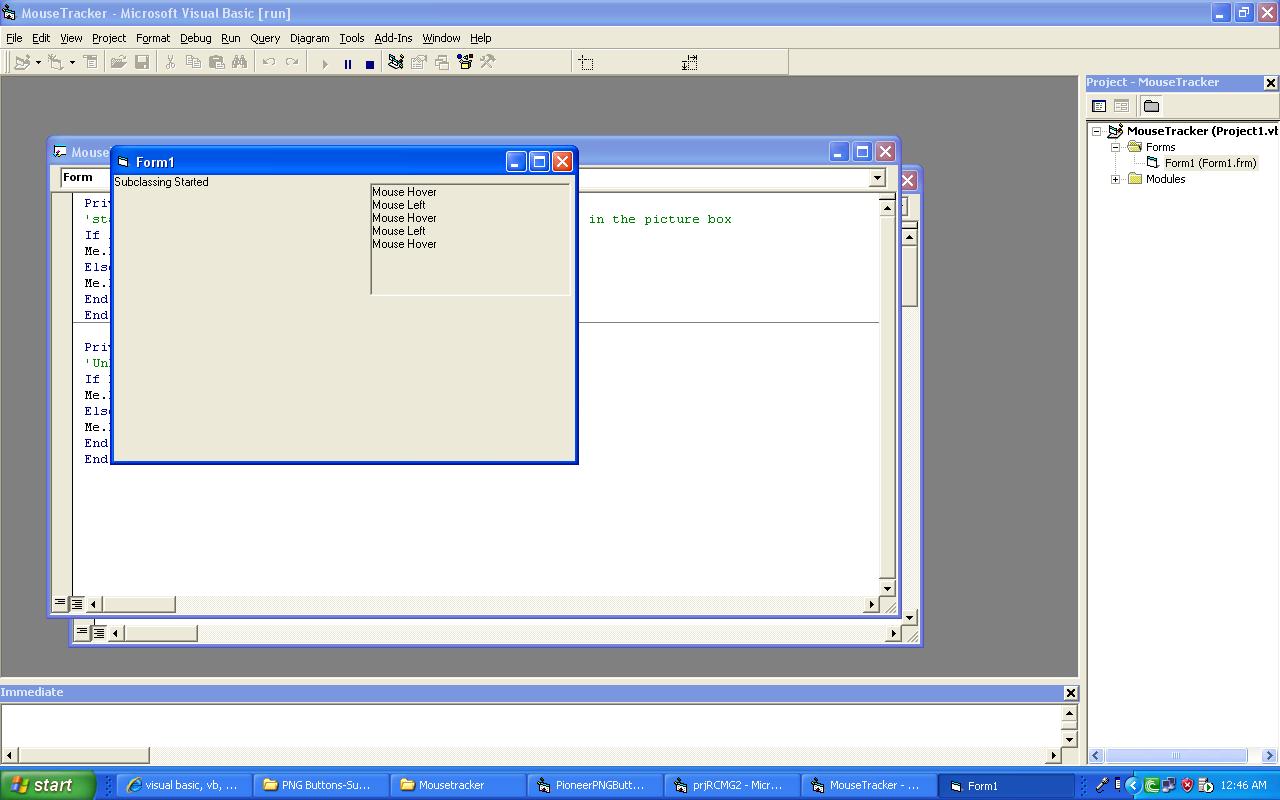 MouseTracker - Microsoft Visual Basic [run]
File Edit View Project Format Debug Run Query Diagram Tools Add-Ins Window Help
Project - MouseTracker
MouseTracker (Project1.vb
Forms
Form1 (Form1.frm)
Modules
Mouse
Form1
Form
Subclassing Started
Mouse Hover
Mouse Left
Mouse Hover
Mouse Left
Mouse Hover
Pri
'sta in the picture box
If
Me.
Else
Me.
End
End
Pri
'Un
If
Me.
Else
Me.
End
End
Immediate
start visual basic, vb, ... PNG Buttons-Su... Mousetracker PioneerPNGButt... prjRCMG2 - Micr... MouseTracker - ... Form1 12:46 AM